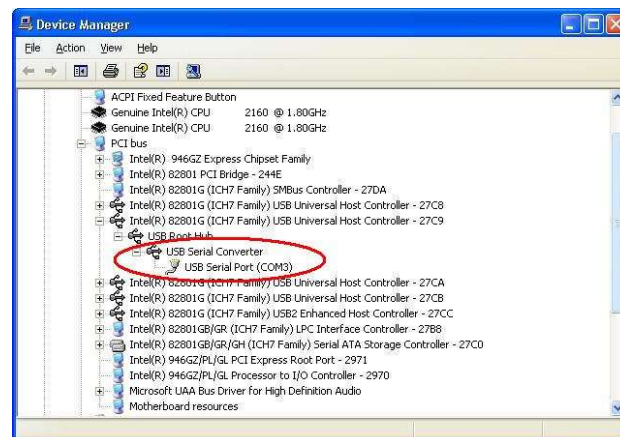 Device Manager
File Action View Help
ACPI Fixed Feature Button
Genuine Intel(R) CPU 2160 @ 1.80GHz
Genuine Intel(R) CPU 2160 @ 1.80GHz
PCI bus
Intel(R) 946GZ Express Chipset Family
Intel(R) 82801 PCI Bridge - 244E
Intel(R) 82801G (ICH7 Family) SMBus Controller - 27DA
Intel(R) 82801G (ICH7 Family) USB Universal Host Controller - 27C8
Intel(R) 82801G (ICH7 Family) USB Universal Host Controller - 27C9
USB Root Hub
USB Serial Converter
USB Serial Port (COM3)
Intel(R) 82801G (ICH7 Family) USB Universal Host Controller - 27CA
Intel(R) 82801G (ICH7 Family) USB Universal Host Controller - 27CB
Intel(R) 82801G (ICH7 Family) USB2 Enhanced Host Controller - 27CC
Intel(R) 82801GB/GR (ICH7 Family) LPC Interface Controller - 27B8
Intel(R) 82801GB/GR/GH (ICH7 Family) Serial ATA Storage Controller - 27C0
Intel(R) 946GZ/PL/GL PCI Express Root Port - 2971
Intel(R) 946GZ/PL/GL Processor to I/O Controller - 2970
Microsoft UAA Bus Driver for High Definition Audio
Motherboard resources